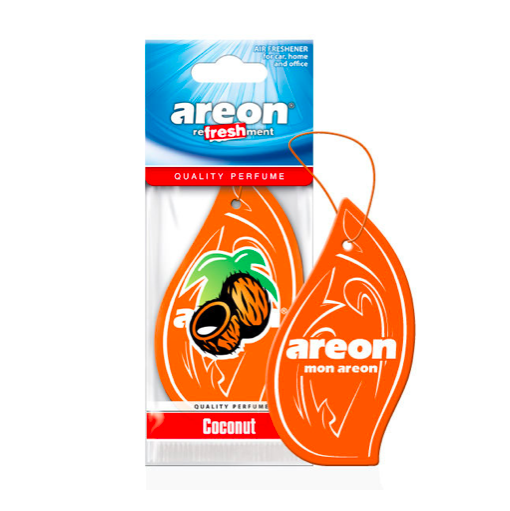 AIR FRESHENER
for car, home
and office
areon®
refreshment
QUALITY PERFUME
a
®
QUALITY PERFUME
Coconut
areon
mon areon